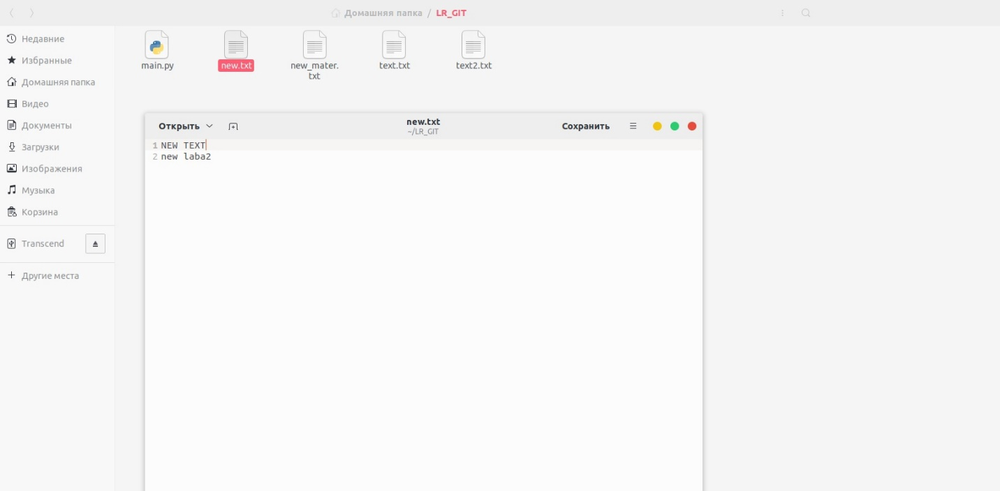 Домашняя папка / LR_GIT
Недавние
Избранные
Домашняя папка
Видео
Документы
Загрузки
Изображения
Музыка
Корзина
Transcend
Другие места
main.py
new.txt
new_mater.
txt
text.txt
text2.txt
Открыть
new.txt
~/LR_GIT
Сохранить
1 NEW TEXT
2 new laba2